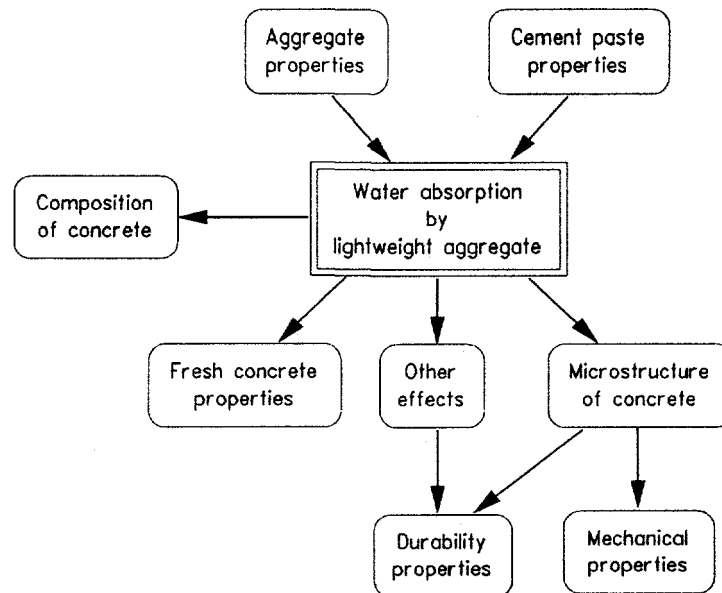 Aggregate
properties
Cement paste
properties
Water absorption
by
lightweight aggregate
Composition
of concrete
Fresh concrete
properties
Other
effects
Microstructure
of concrete
Durability
properties
Mechanical
properties